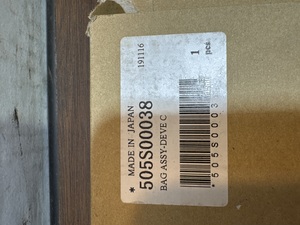 * MADE IN JAPAN 191116
505S00038 1
BAG ASSY-DEVE C pcs
*505S0003